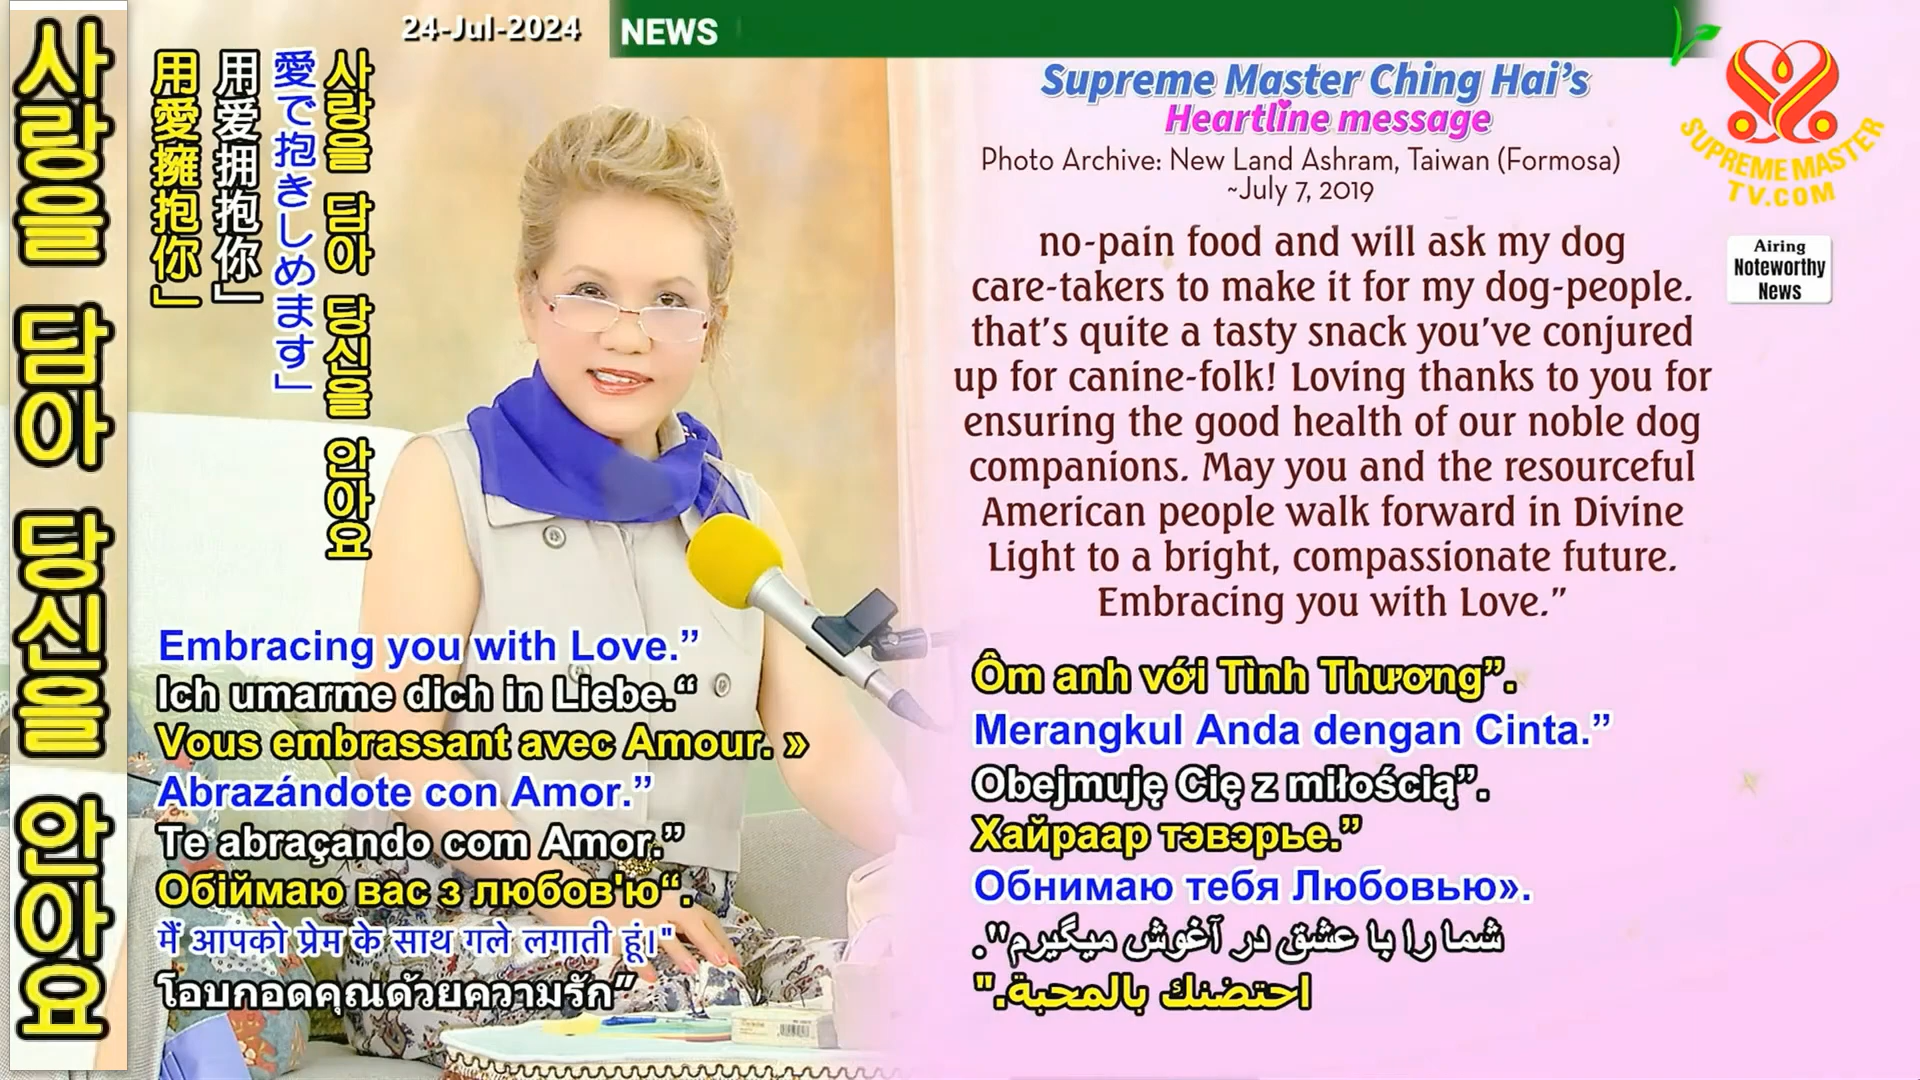 24-Jul-2024
NEWS
사랑을 담아 당신을 안아요
用愛擁抱你」
用爱拥抱你」
愛で抱きしめます」
사랑을 담아 당신을 안아요
Supreme Master Ching Hai’s
Heartline message
Photo Archive: New Land Ashram, Taiwan (Formosa)
~July 7, 2019
no-pain food and will ask my dog
care-takers to make it for my dog-people.
that’s quite a tasty snack you’ve conjured
up for canine-folk! Loving thanks to you for
ensuring the good health of our noble dog
companions. May you and the resourceful
American people walk forward in Divine
Light to a bright, compassionate future.
Embracing you with Love.”
SUPREME MASTER
TV.COM
Airing
Noteworthy
News
Embracing you with Love.”
Ich umarme dich in Liebe.“
Vous embrassant avec Amour. »
Abrazándote con Amor.”
Te abraçando com Amor.”
Обіймаю вас з любов'ю“.
मैं आपको प्रेम के साथ गले लगाती हूं।"
โอบกอดคุณด้วยความรัก”
Ôm anh với Tình Thương”.
Merangkul Anda dengan Cinta.”
Obejmuję Cię z miłością”.
Хайраар тэвэрье.”
Обнимаю тебя Любовью».
شما را با عشق در آغوش میگیرم".
احتضنك بالمحبة."